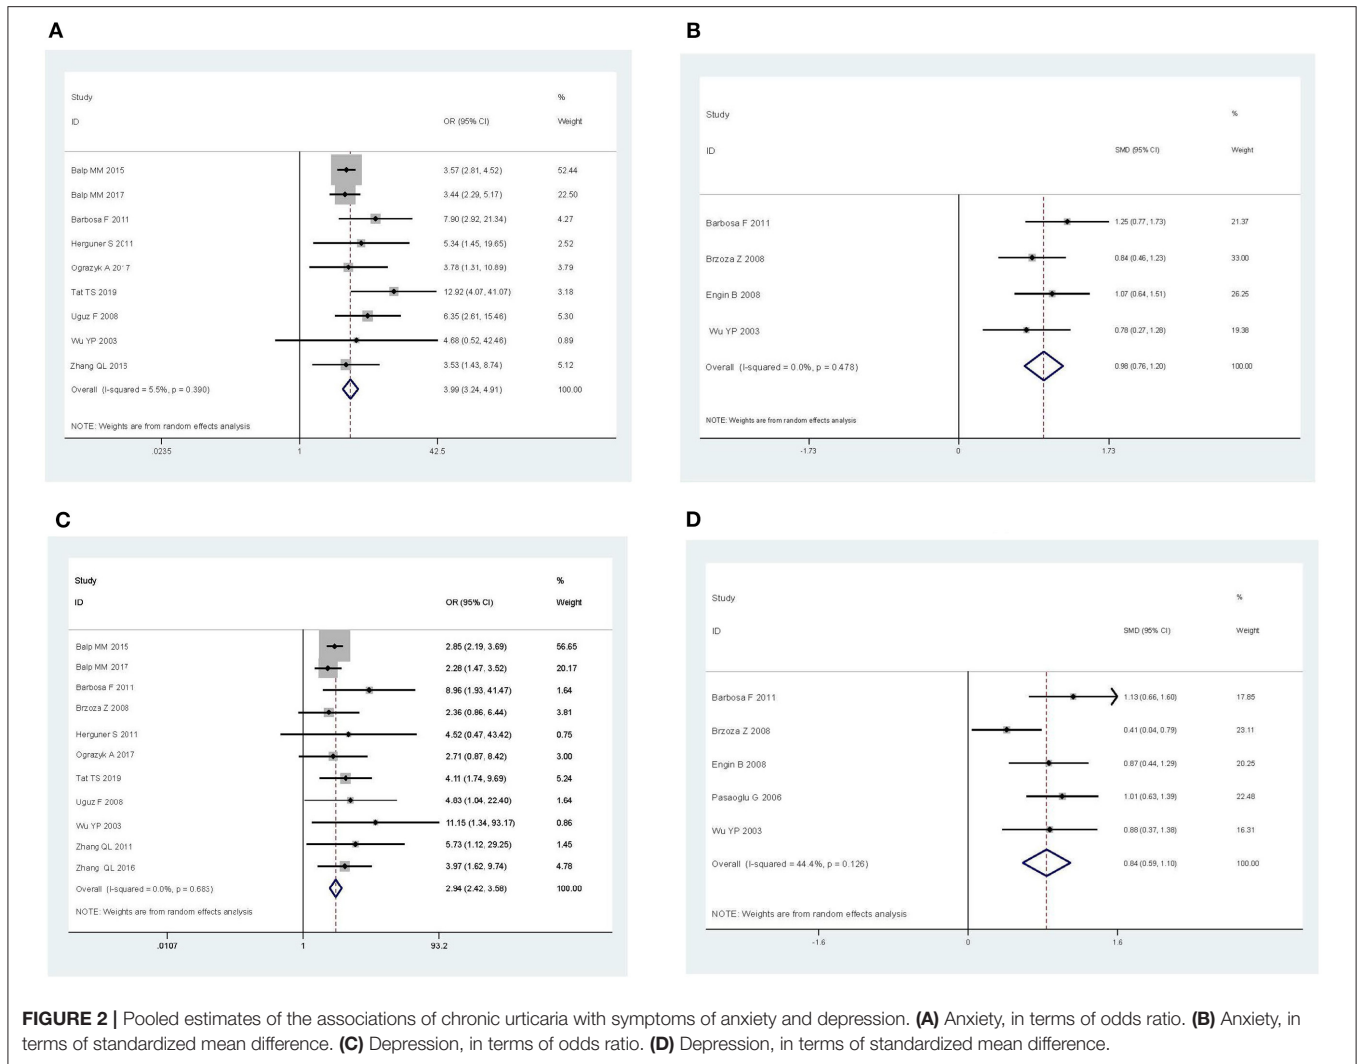 A
Study %
ID OR (95% CI) Weight
Balp MM 2015 3.57 (2.81, 4.52) 52.44
Balp MM 2017 3.44 (2.29, 5.17) 22.50
Barbosa F 2011 7.90 (2.92, 21.34) 4.27
Herguner S 2011 5.34 (1.45, 19.65) 2.52
Ograzyk A 2017 3.78 (1.31, 10.89) 3.79
Tat TS 2019 12.92 (4.07, 41.07) 3.18
Uguz F 2008 6.35 (2.61, 15.46) 5.30
Wu YP 2003 4.68 (0.52, 42.46) 0.89
Zhang QL 2016 3.53 (1.43, 8.74) 5.12
Overall (I-squared = 5.5%, p = 0.390) 3.99 (3.24, 4.91) 100.00
NOTE: Weights are from random effects analysis
.0235 1 42.5
B
Study %
ID SMD (95% CI) Weight
Barbosa F 2011 1.25 (0.77, 1.73) 21.37
Brzoza Z 2008 0.84 (0.46, 1.23) 33.00
Engin B 2008 1.07 (0.64, 1.51) 26.25
Wu YP 2003 0.78 (0.27, 1.28) 19.38
Overall (I-squared = 0.0%, p = 0.478) 0.98 (0.76, 1.20) 100.00
NOTE: Weights are from random effects analysis
-1.73 0 1.73
C
Study %
ID OR (95% CI) Weight
Balp MM 2015 2.85 (2.19, 3.69) 56.65
Balp MM 2017 2.28 (1.47, 3.52) 20.17
Barbosa F 2011 8.96 (1.93, 41.47) 1.64
Brzoza Z 2008 2.36 (0.86, 6.44) 3.81
Herguner S 2011 4.52 (0.47, 43.42) 0.75
Ograzyk A 2017 2.71 (0.87, 8.42) 3.00
Tat TS 2019 4.11 (1.74, 9.69) 5.24
Uguz F 2008 4.83 (1.04, 22.40) 1.64
Wu YP 2003 11.15 (1.34, 93.17) 0.86
Zhang QL 2011 5.73 (1.12, 29.25) 1.45
Zhang QL 2016 3.97 (1.62, 9.74) 4.78
Overall (I-squared = 0.0%, p = 0.683) 2.94 (2.42, 3.58) 100.00
NOTE: Weights are from random effects analysis
.0107 1 93.2
D
Study %
ID SMD (95% CI) Weight
Barbosa F 2011 1.13 (0.66, 1.60) 17.85
Brzoza Z 2008 0.41 (0.04, 0.79) 23.11
Engin B 2008 0.87 (0.44, 1.29) 20.25
Pasaoglu G 2006 1.01 (0.63, 1.39) 22.48
Wu YP 2003 0.88 (0.37, 1.38) 16.31
Overall (I-squared = 44.4%, p = 0.126) 0.84 (0.59, 1.10) 100.00
NOTE: Weights are from random effects analysis
-1.6 0 1.6
FIGURE 2 | Pooled estimates of the associations of chronic urticaria with symptoms of anxiety and depression. (A) Anxiety, in terms of odds ratio. (B) Anxiety, in
terms of standardized mean difference. (C) Depression, in terms of odds ratio. (D) Depression, in terms of standardized mean difference.